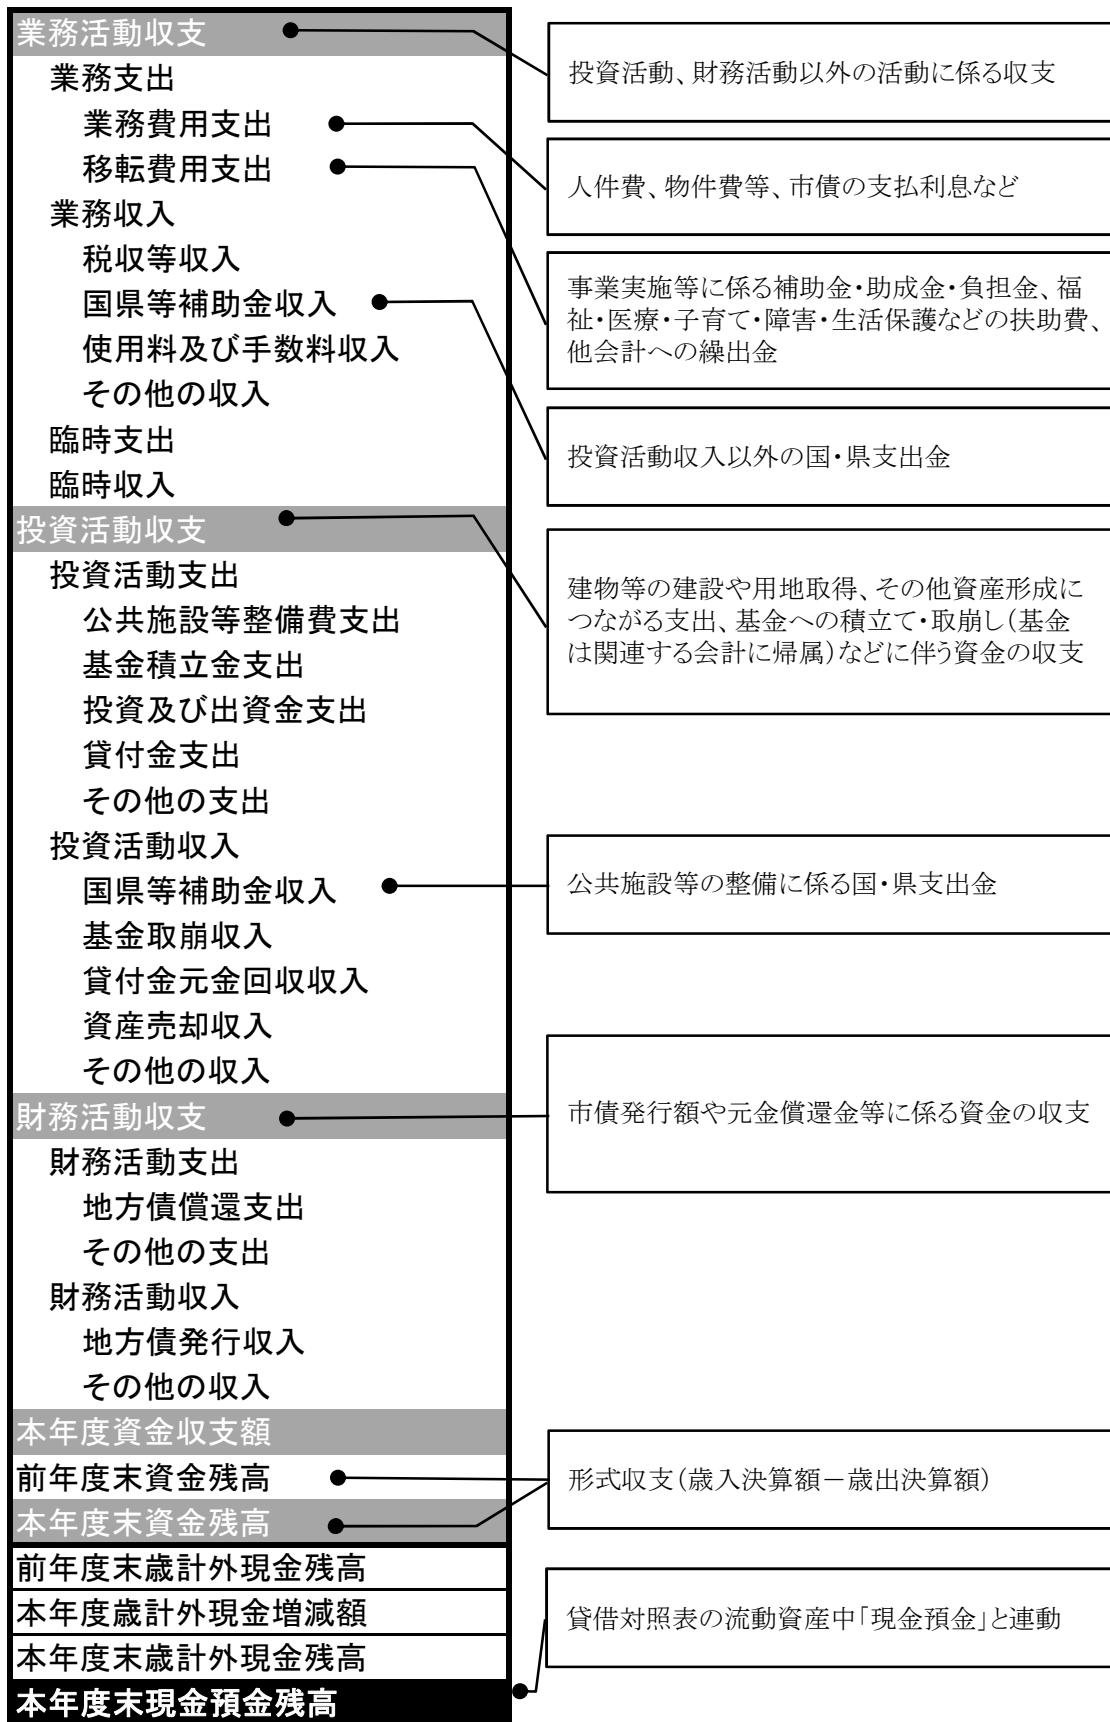 業務活動収支
業務支出
業務費用支出
移転費用支出
業務収入
税収等収入
国県等補助金収入
使用料及び手数料収入
その他の収入
臨時支出
臨時収入
投資活動収支
投資活動支出
公共施設等整備費支出
基金積立金支出
投資及び出資金支出
貸付金支出
その他の支出
投資活動収入
国県等補助金収入
基金取崩収入
貸付金元金回収収入
資産売却収入
その他の収入
財務活動収支
財務活動支出
地方債償還支出
その他の支出
財務活動収入
地方債発行収入
その他の収入
本年度資金収支額
前年度末資金残高
本年度末資金残高
前年度末歳計外現金残高
本年度歳計外現金増減額
本年度末歳計外現金残高
本年度末現金預金残高
投資活動、財務活動以外の活動に係る収支
人件費、物件費等、市債の支払利息など
事業実施等に係る補助金・助成金・負担金、福
祉・医療・子育て・障害・生活保護などの扶助費、
他会計への繰出金
投資活動収入以外の国・県支出金
建物等の建設や用地取得、その他資産形成に
つながる支出、基金への積立て・取崩し（基金
は関連する会計に帰属）などに伴う資金の収支
公共施設等の整備に係る国・県支出金
市債発行額や元金償還金等に係る資金の収支
形式収支（歳入決算額－歳出決算額）
貸借対照表の流動資産中「現金預金」と連動